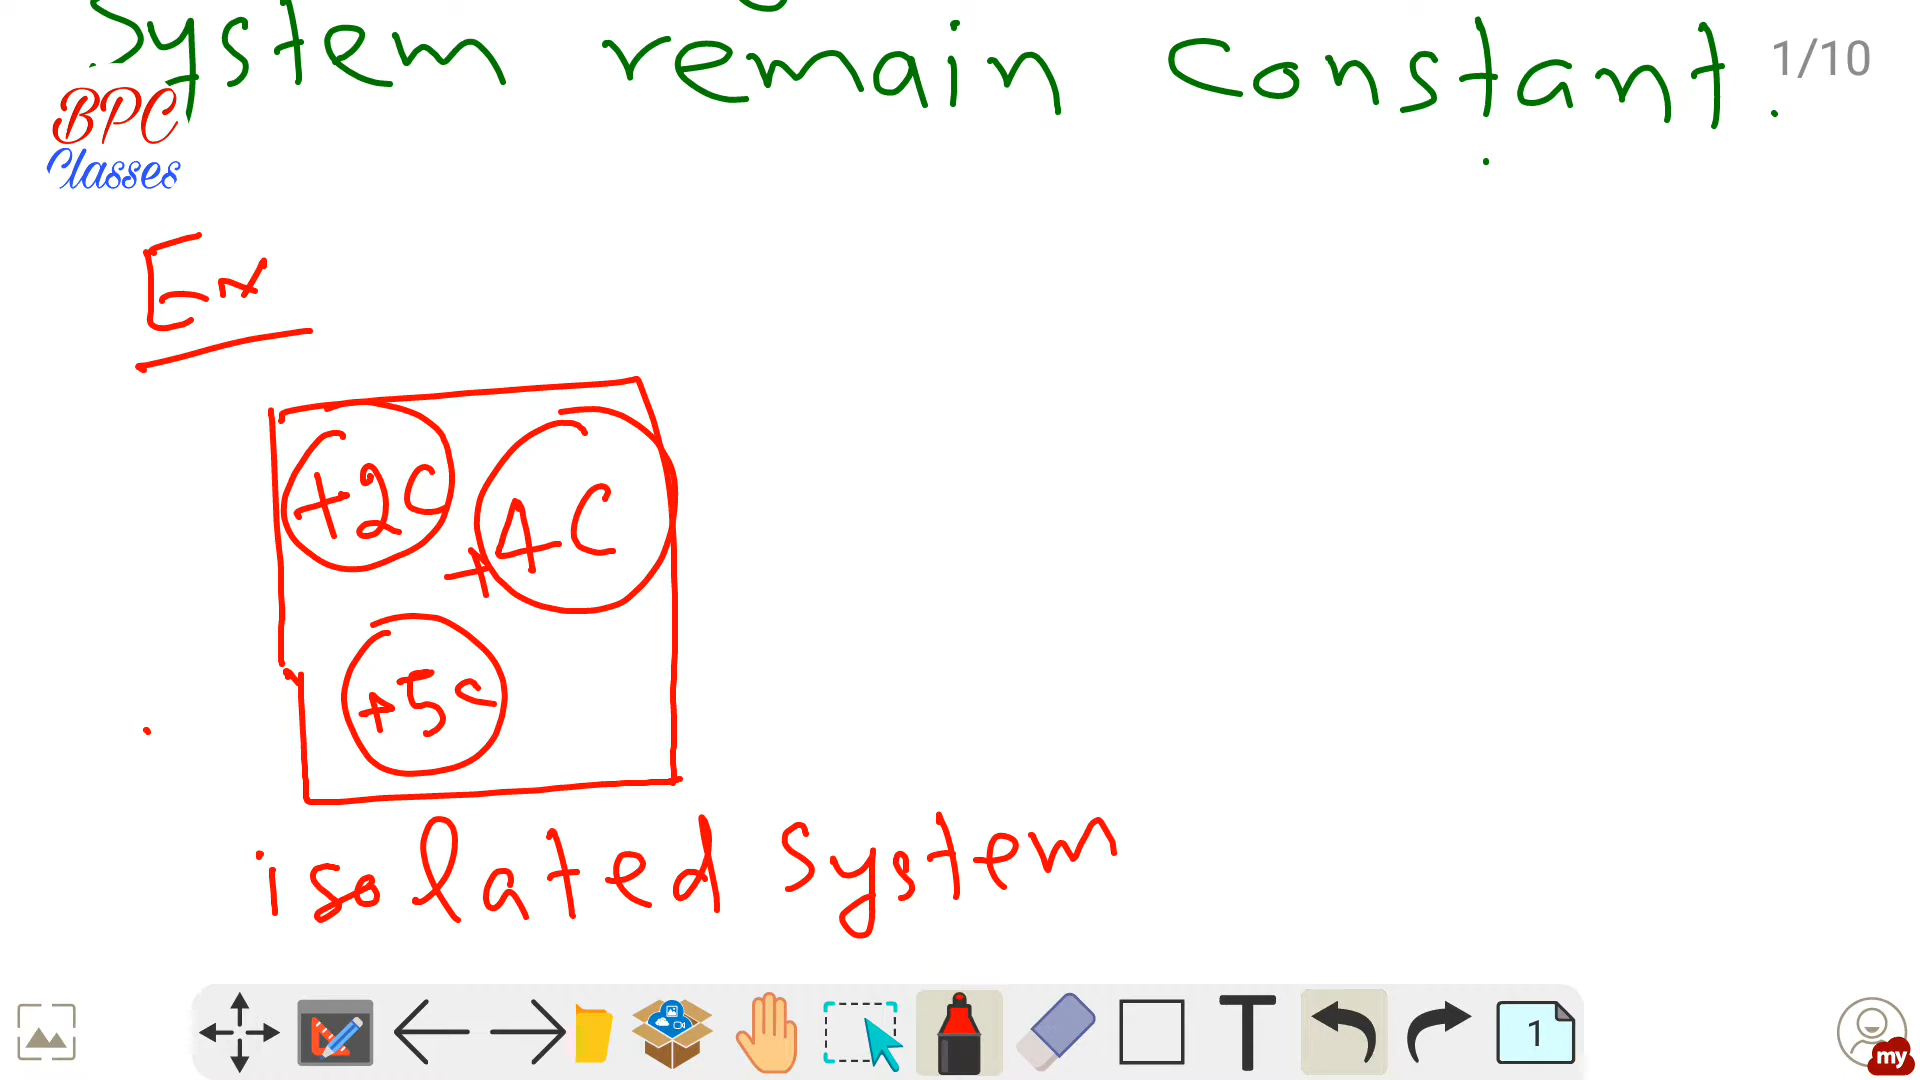 System remain constant.
1/10
BPC
Classes
Ex
+2C
+4C
+5C
isolated system
T
1
my